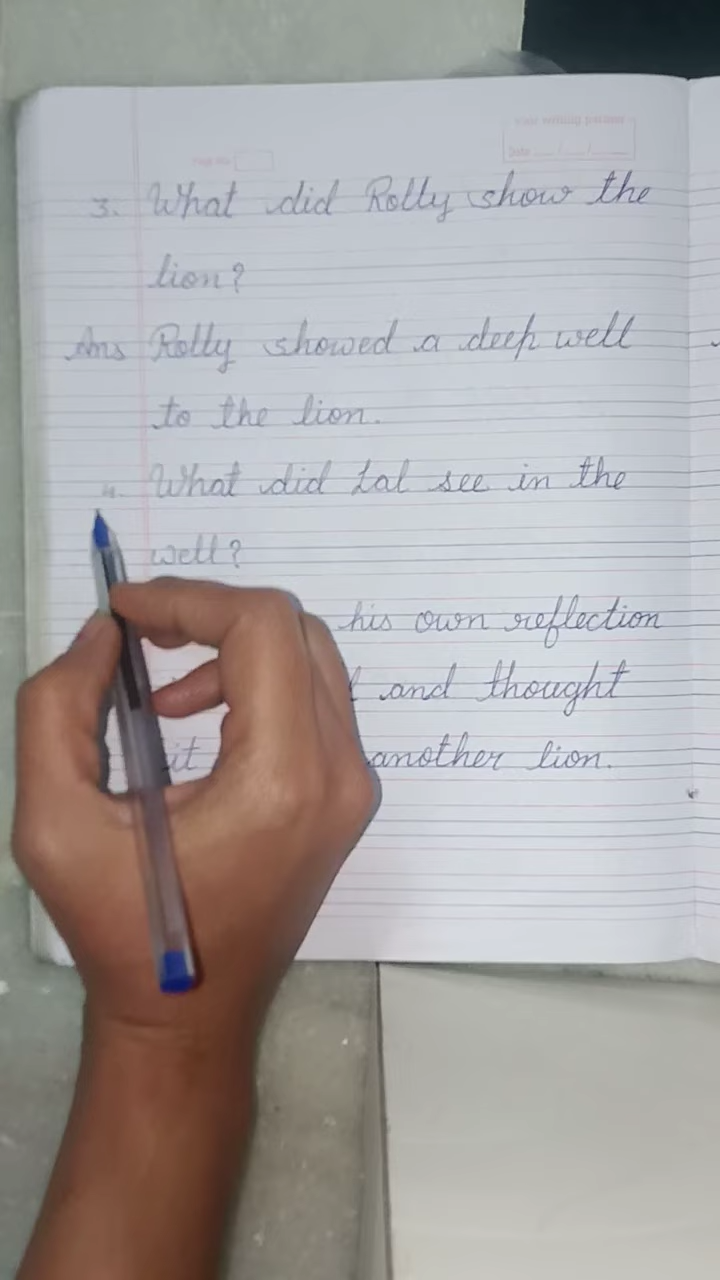 Date
3. What did Rolly show the
lion?
Ans Rolly showed a deep well
to the lion.
4. What did Lal see in the
well?
his own reflection
and thought
it another lion.